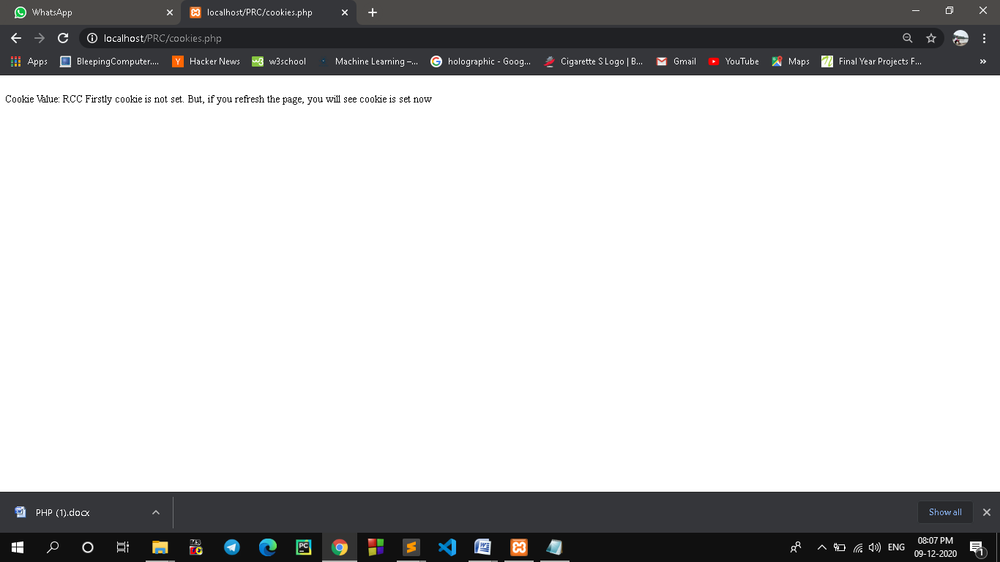 WhatsApp
localhost/PRC/cookies.php
localhost/PRC/cookies.php
Apps
BleepingComputer....
Y
Hacker News
w3
w3school
Machine Learning –...
holographic - Goog...
Cigarette S Logo | B...
Gmail
YouTube
Maps
Final Year Projects F...
»
Cookie Value: RCC Firstly cookie is not set. But, if you refresh the page, you will see cookie is set now
PHP (1).docx
Show all
PC
ENG
08:07 PM
09-12-2020
1